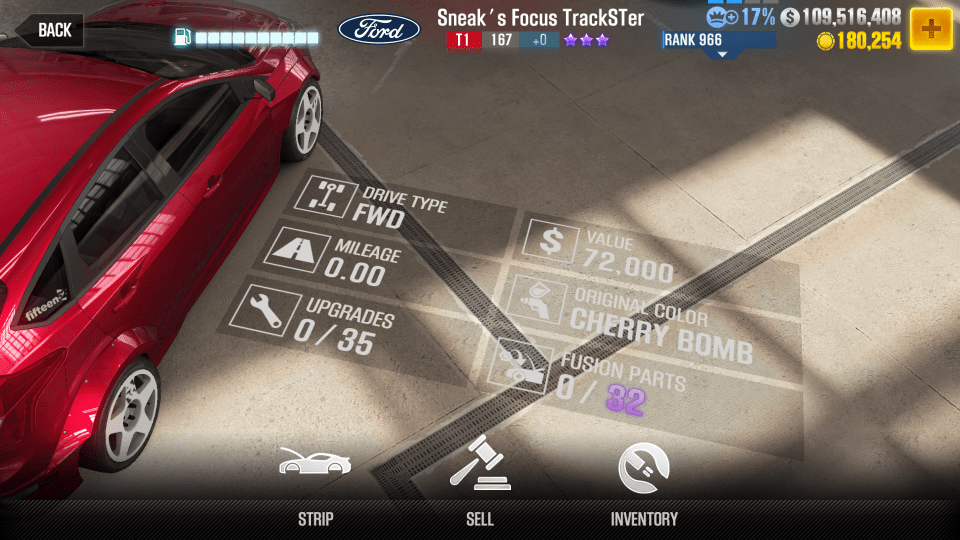 BACK
Ford
Sneak's Focus TrackSTer
T1 167 +0
17%
$ 109,516,408
RANK 966
180,254
DRIVE TYPE
FWD
MILEAGE
0.00
UPGRADES
0 / 35
$ VALUE
72,000
ORIGINAL COLOR
CHERRY BOMB
FUSION PARTS
0 / 32
fifteen52
STRIP
SELL
INVENTORY